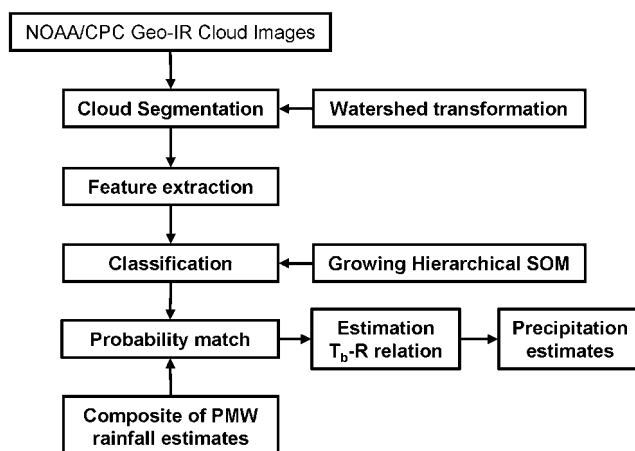 NOAA/CPC Geo-IR Cloud Images
Cloud Segmentation
Watershed transformation
Feature extraction
Classification
Growing Hierarchical SOM
Probability match
Estimation
Tb-R relation
Precipitation
estimates
Composite of PMW
rainfall estimates